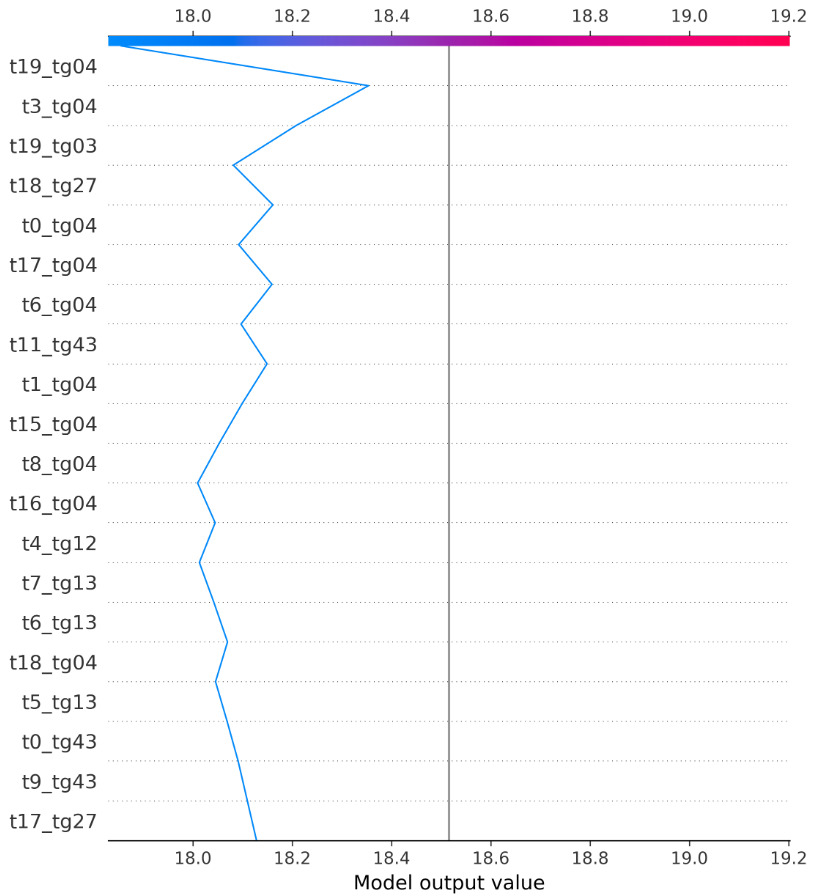 18.0 18.2 18.4 18.6 18.8 19.0 19.2
t19_tg04
t3_tg04
t19_tg03
t18_tg27
t0_tg04
t17_tg04
t6_tg04
t11_tg43
t1_tg04
t15_tg04
t8_tg04
t16_tg04
t4_tg12
t7_tg13
t6_tg13
t18_tg04
t5_tg13
t0_tg43
t9_tg43
t17_tg27
18.0 18.2 18.4 18.6 18.8 19.0 19.2
Model output value